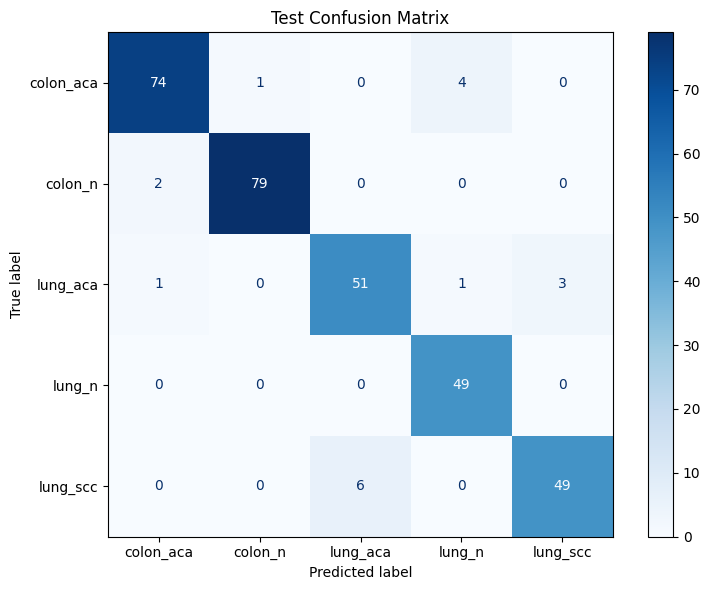 Test Confusion Matrix
True label
colon_aca 74 1 0 4 0
colon_n 2 79 0 0 0
lung_aca 1 0 51 1 3
lung_n 0 0 0 49 0
lung_scc 0 0 6 0 49
colon_aca colon_n lung_aca lung_n lung_scc
Predicted label
70
60
50
40
30
20
10
0